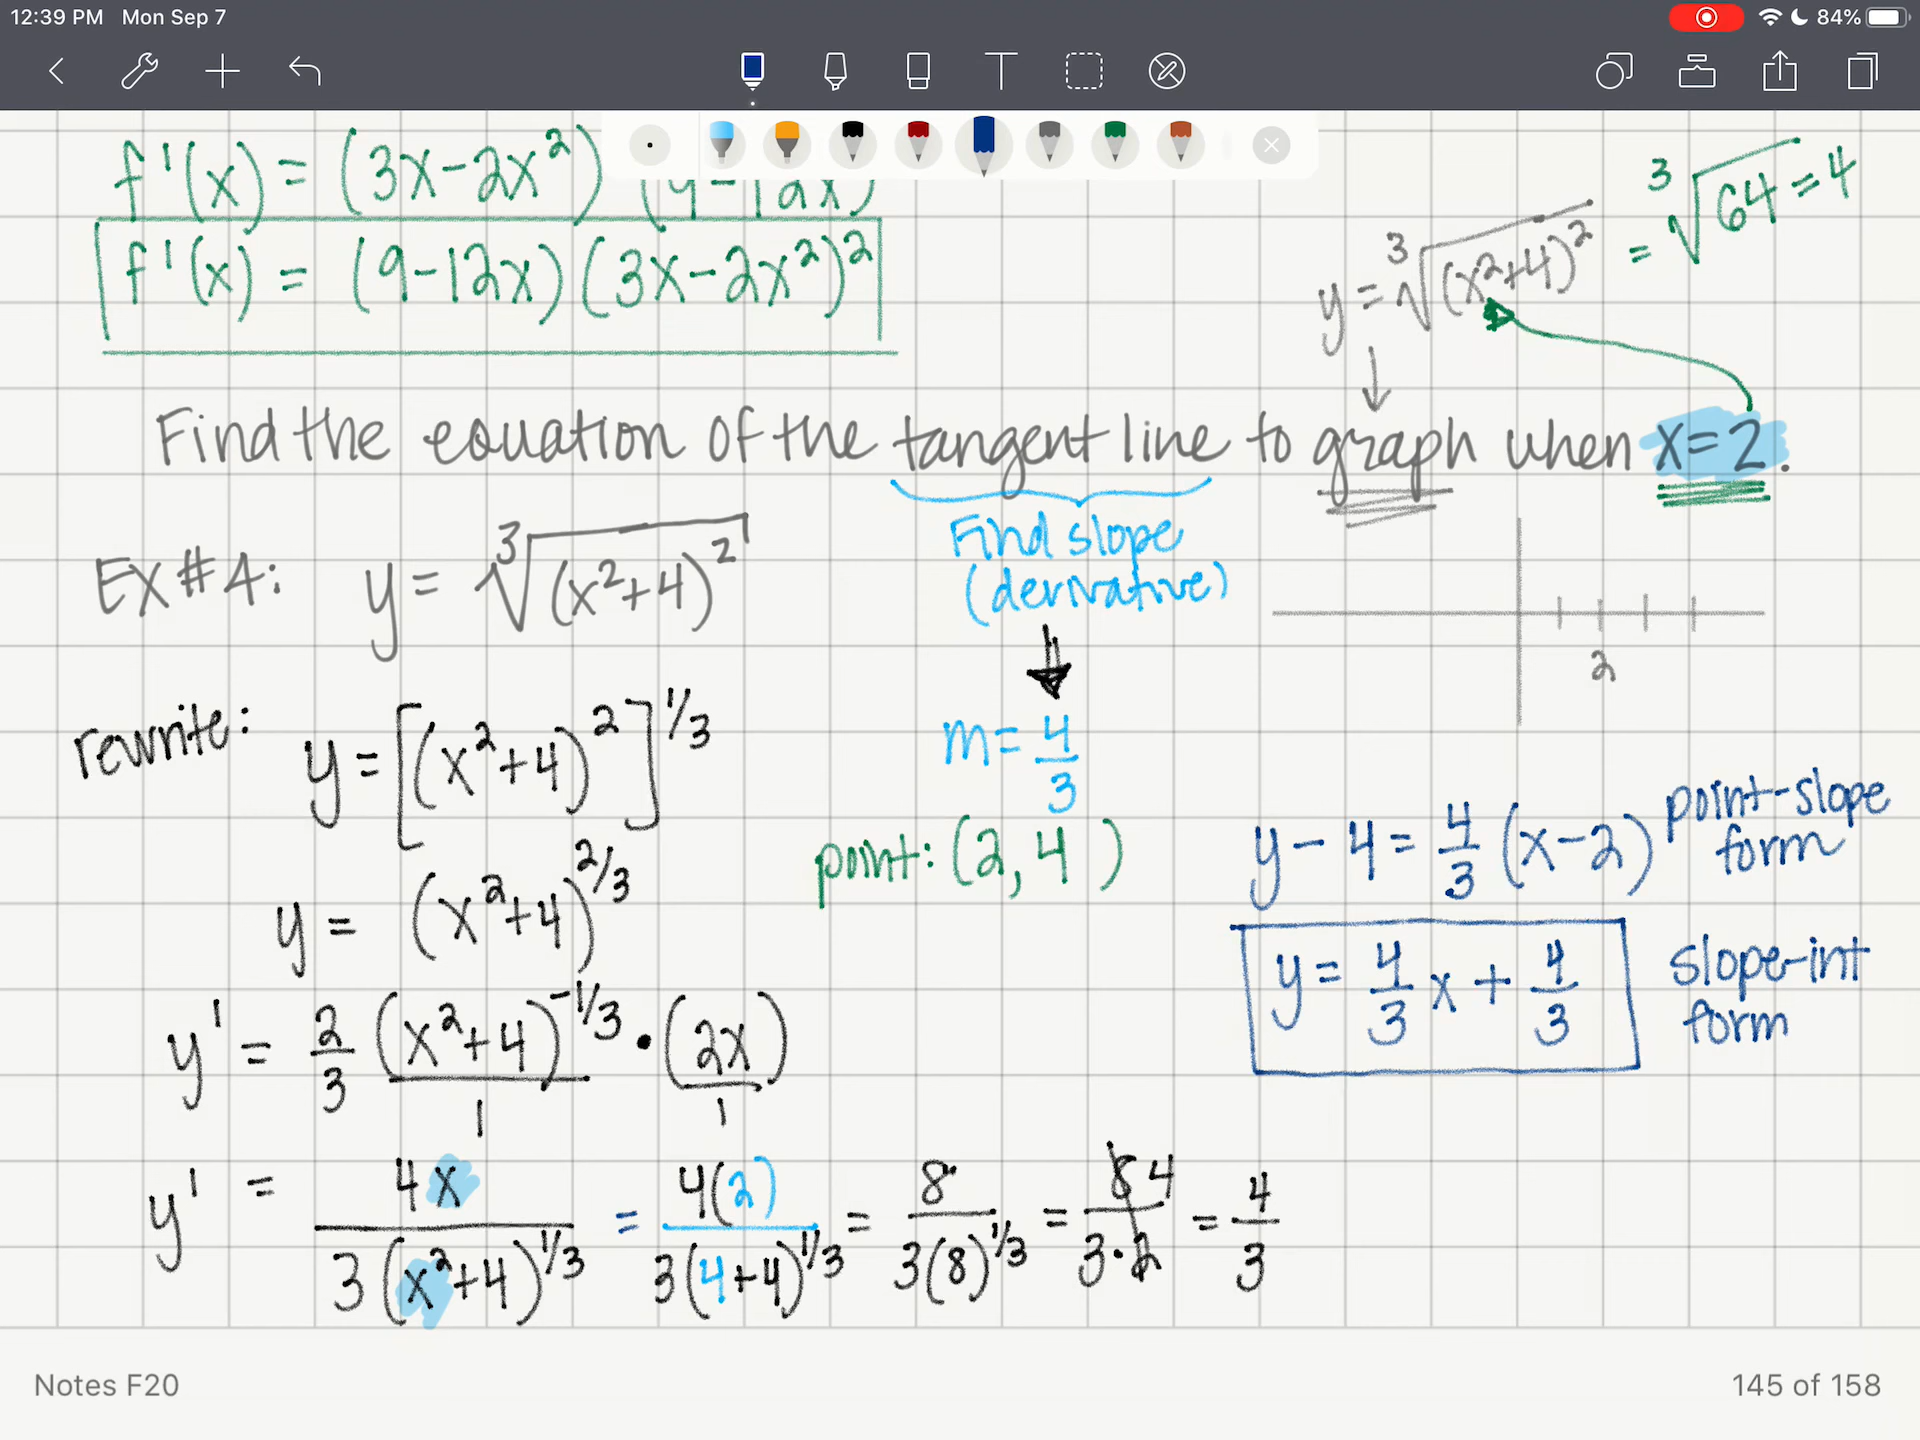 12:39 PM Mon Sep 7
84%
f'(x) = (3x-2x²)
f'(x) = (9-12x)(3x-2x²)²
y = ∛(x²+4)² = ∛64 = 4
Find the equation of the tangent line to graph when x=2.
Find slope
(derivative)
EX #4: y = ∛(x²+4)²
2
rewrite: y = [(x²+4)²]^1/3
m = 4/3
point: (2, 4)
y = (x²+4)^2/3
y - 4 = 4/3 (x-2) point-slope form
y = 4/3 x + 4/3 slope-int form
y' = 2/3 (x²+4)^-1/3 / 1 • (2x)/1
y' = 4x / 3(x²+4)^1/3 = 4(2) / 3(4+4)^1/3 = 8 / 3(8)^1/3 = 8 4 / 3·2 = 4/3
Notes F20
145 of 158